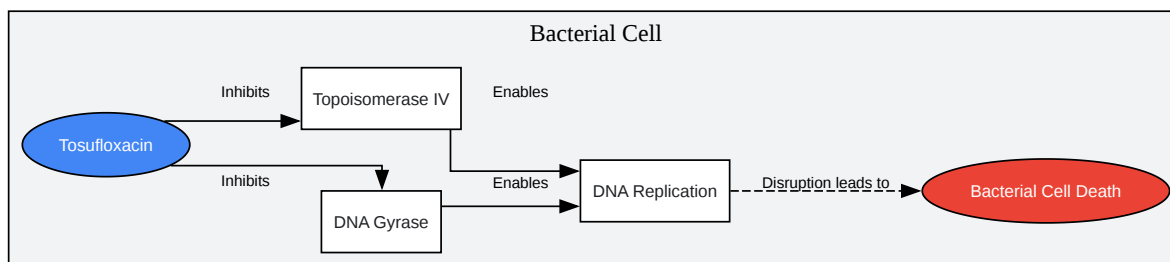 Bacterial Cell
Inhibits
Topoisomerase IV
Enables
Tosufloxacin
Inhibits
DNA Gyrase
Enables
DNA Replication
Disruption leads to
Bacterial Cell Death